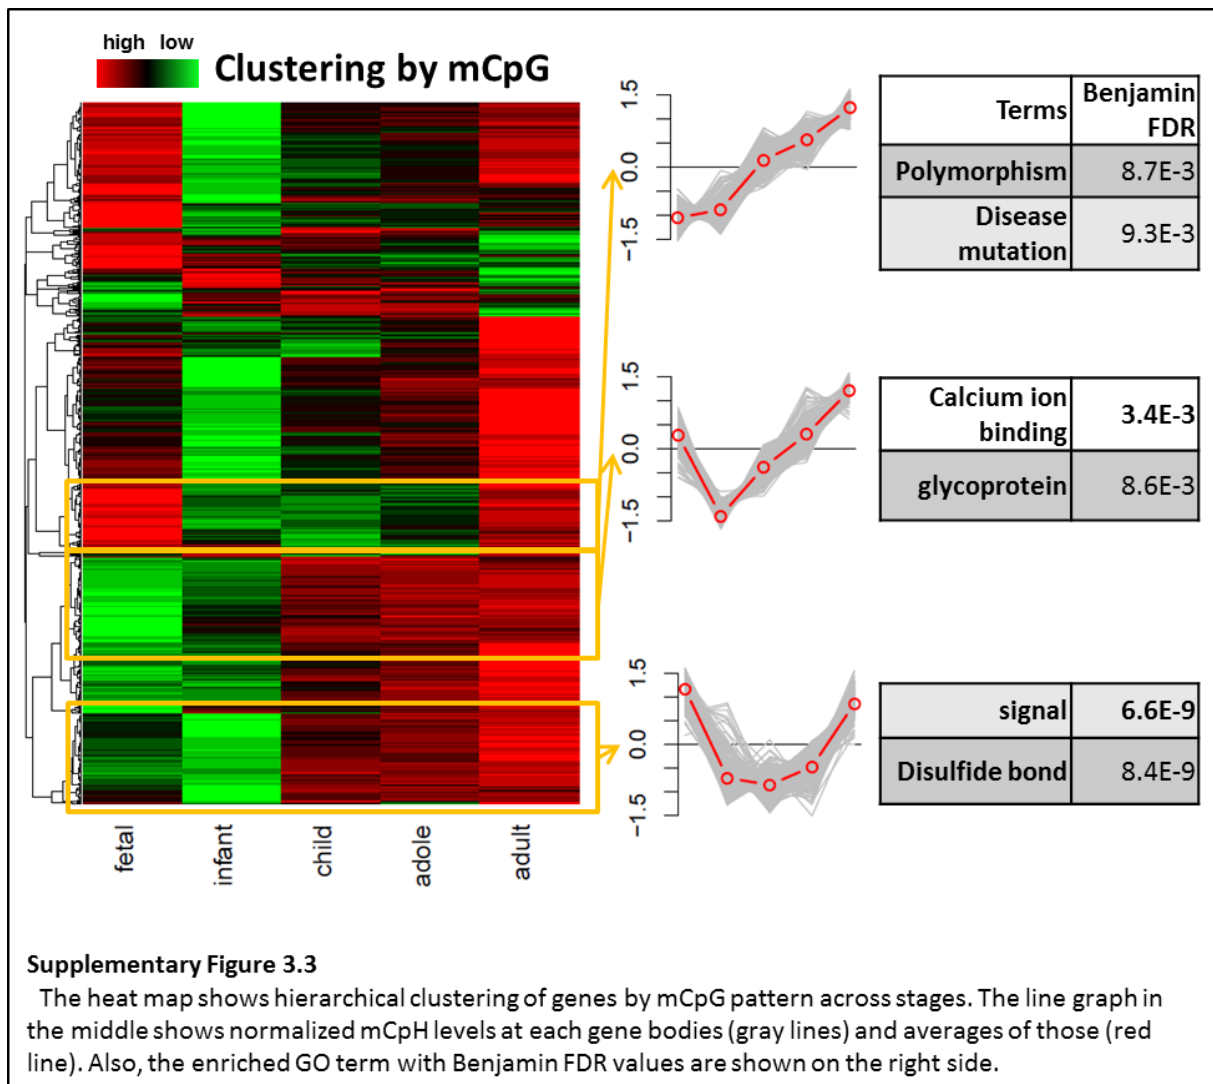 high low
Clustering by mCpG
fetal
infant
child
adole
adult
1.5
0.0
−1.5
Terms
Benjamin
FDR
Polymorphism 8.7E-3
Disease
mutation
9.3E-3
1.5
0.0
−1.5
Calcium ion
binding
3.4E-3
glycoprotein 8.6E-3
1.5
0.0
−1.5
signal 6.6E-9
Disulfide bond 8.4E-9
Supplementary Figure 3.3
The heat map shows hierarchical clustering of genes by mCpG pattern across stages. The line graph in
the middle shows normalized mCpH levels at each gene bodies (gray lines) and averages of those (red
line). Also, the enriched GO term with Benjamin FDR values are shown on the right side.